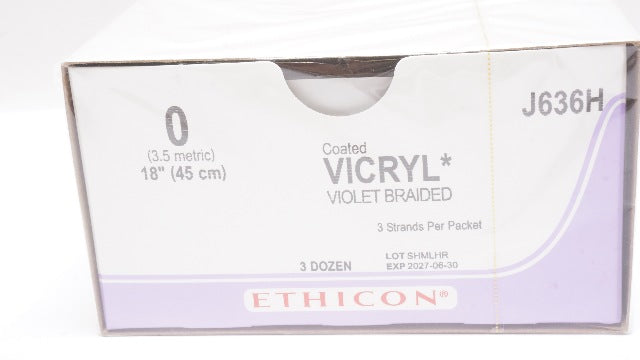 0
(3.5 metric)
18" (45 cm)
J636H
Coated
VICRYL*
VIOLET BRAIDED
3 Strands Per Packet
3 DOZEN
LOT SHMLHR
EXP 2027-06-30
ETHICON®